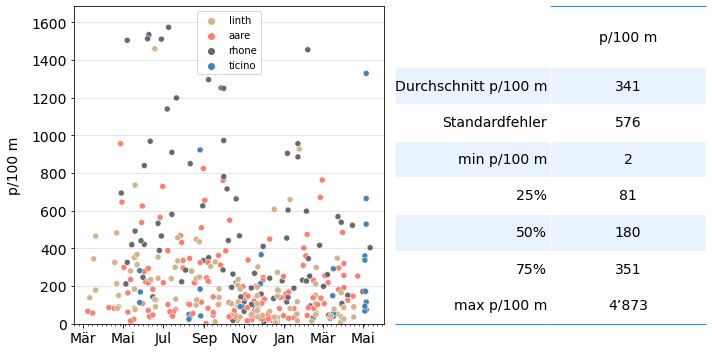 1600
1400
1200
1000
800
600
400
200
0
p/100 m
linth
aare
rhone
ticino
Mär Mai Jul Sep Nov Jan Mär Mai
p/100 m
Durchschnitt p/100 m 341
Standardfehler 576
min p/100 m 2
25% 81
50% 180
75% 351
max p/100 m 4’873